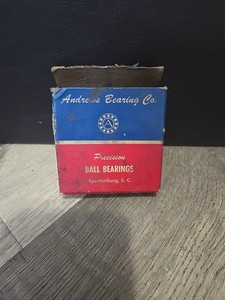 Andrews Bearing Co.
A
Precision
BALL BEARINGS
Spartanburg, S. C.